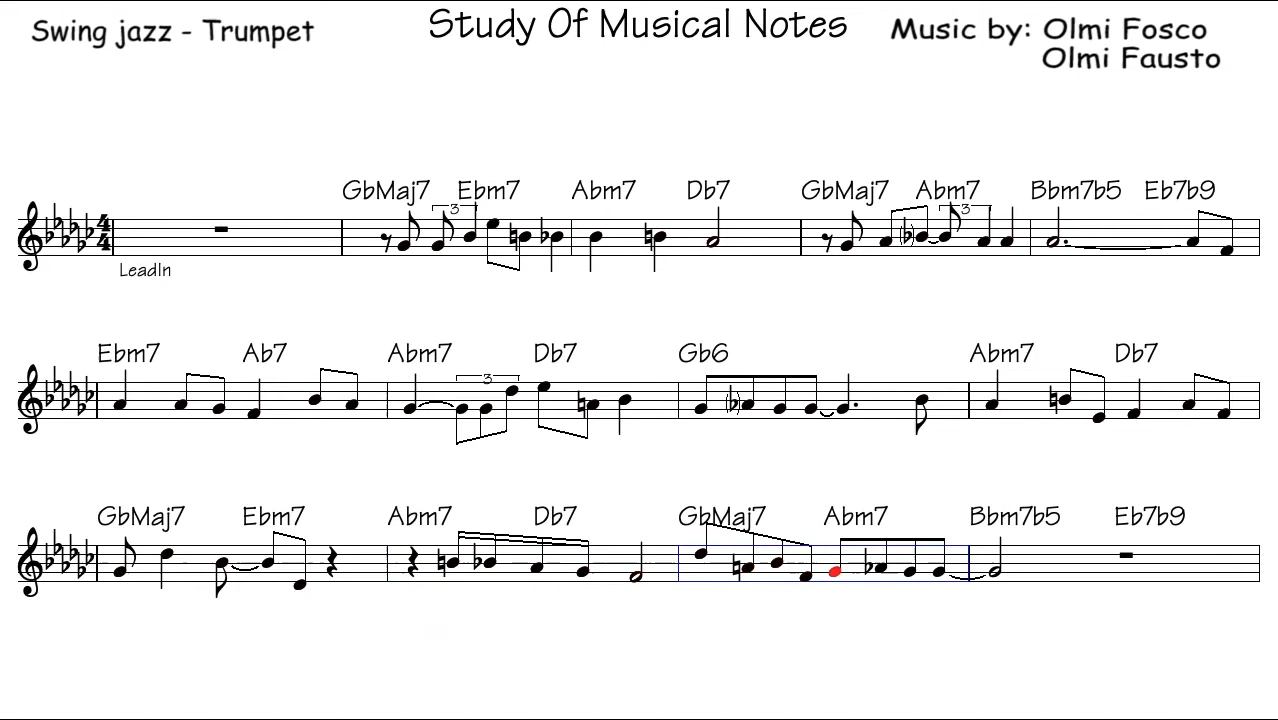 Swing jazz - Trumpet
Study Of Musical Notes
Music by: Olmi Fosco
Olmi Fausto
GbMaj7 Ebm7 Abm7 Db7 GbMaj7 Abm7 Bbm7b5 Eb7b9
3 3
4
4
LeadIn
Ebm7 Ab7 Abm7 Db7 Gb6 Abm7 Db7
3
GbMaj7 Ebm7 Abm7 Db7 GbMaj7 Abm7 Bbm7b5 Eb7b9